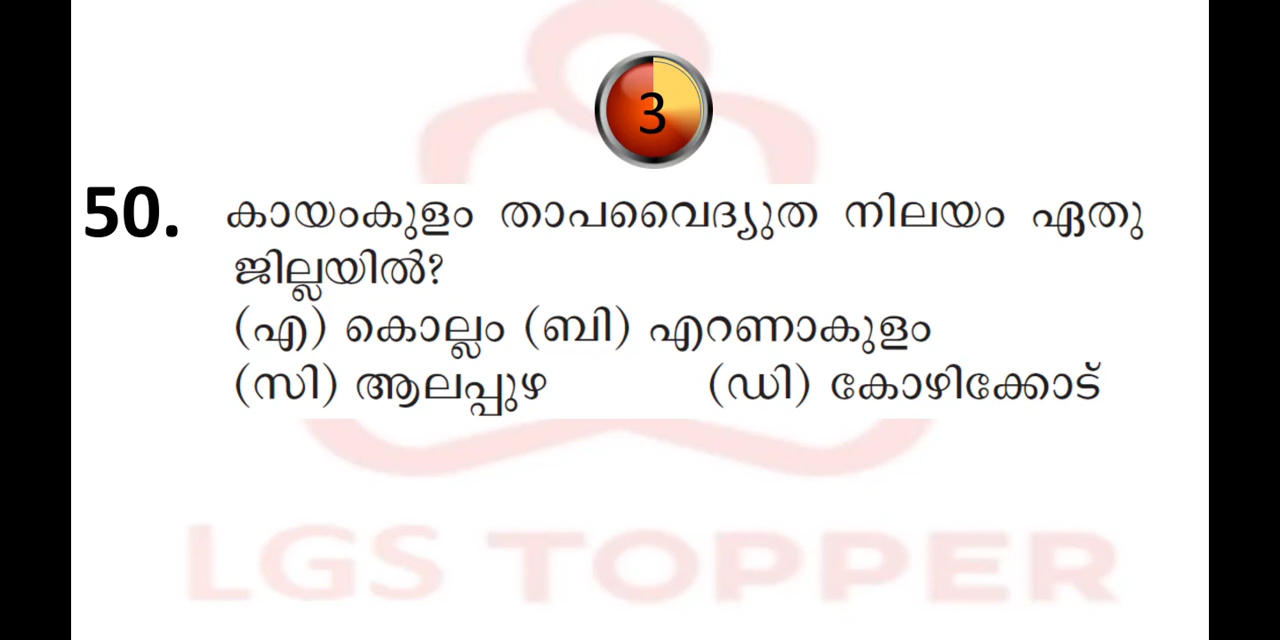 3
50. കായംകുളം താപവൈദ്യുത നിലയം ഏതു
ജില്ലയിൽ?
(എ) കൊല്ലം (ബി) എറണാകുളം
(സി) ആലപ്പുഴ (ഡി) കോഴിക്കോട്
LGS TOPPER